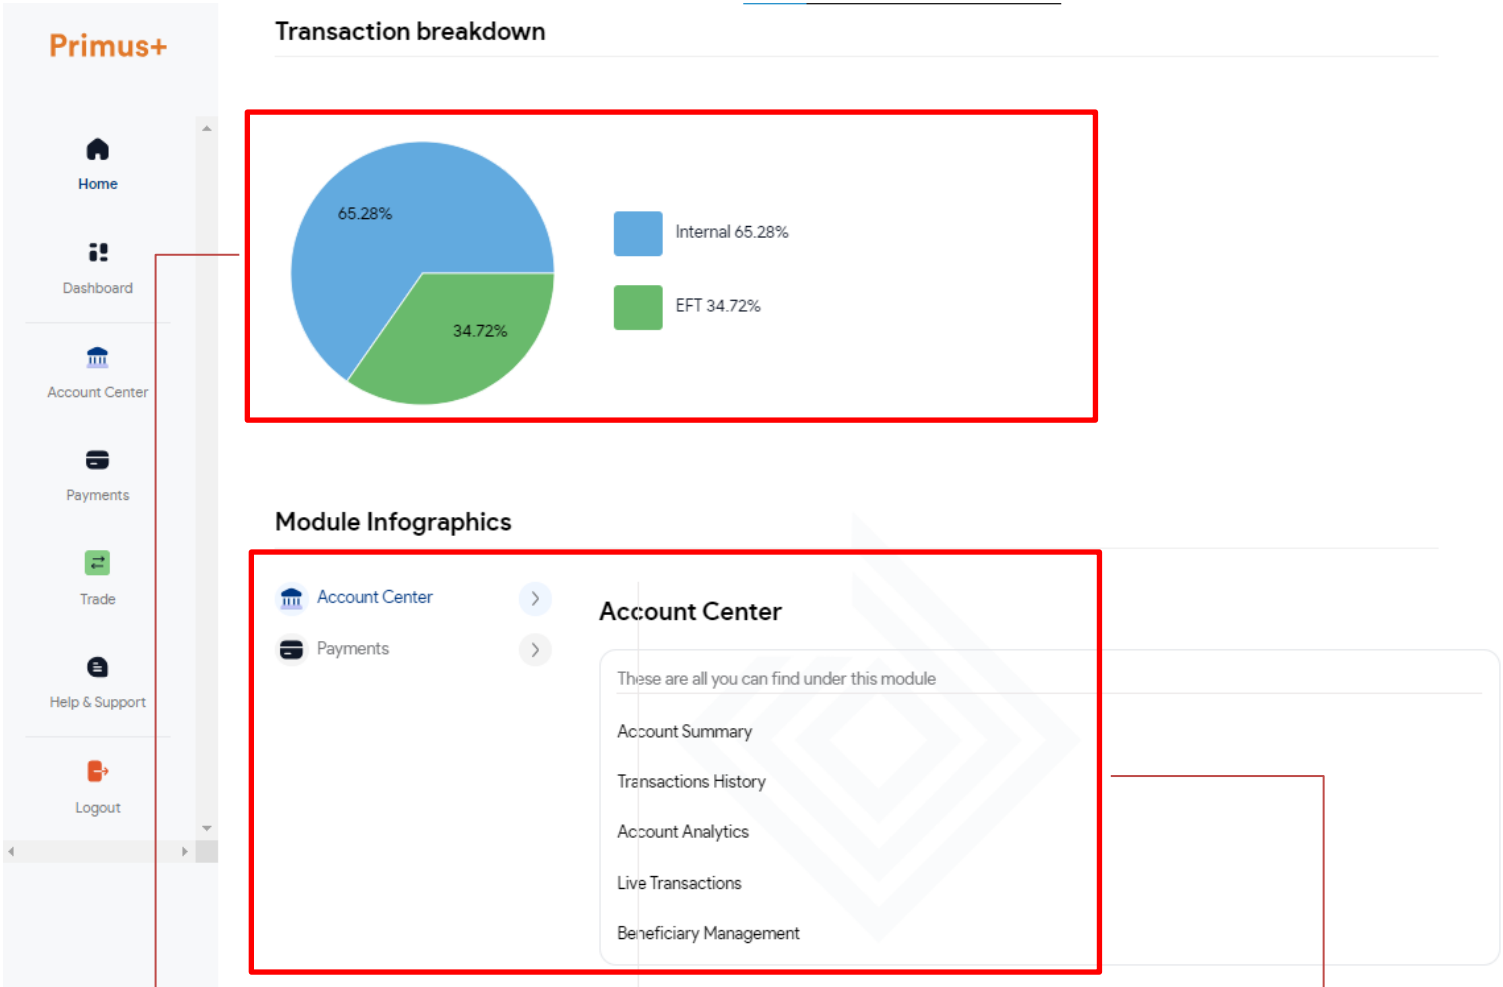 Primus+
Home
Dashboard
Account Center
Payments
Trade
Help & Support
Logout
Transaction breakdown
65.28%
34.72%
Internal 65.28%
EFT 34.72%
Module Infographics
Account Center
Payments
Account Center
These are all you can find under this module
Account Summary
Transactions History
Account Analytics
Live Transactions
Beneficiary Management